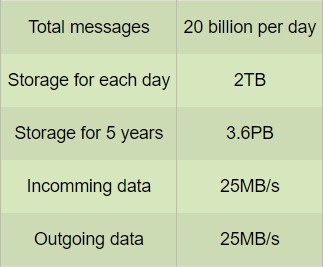 Total messages 20 billion per day
Storage for each day 2TB
Storage for 5 years 3.6PB
Incomming data 25MB/s
Outgoing data 25MB/s